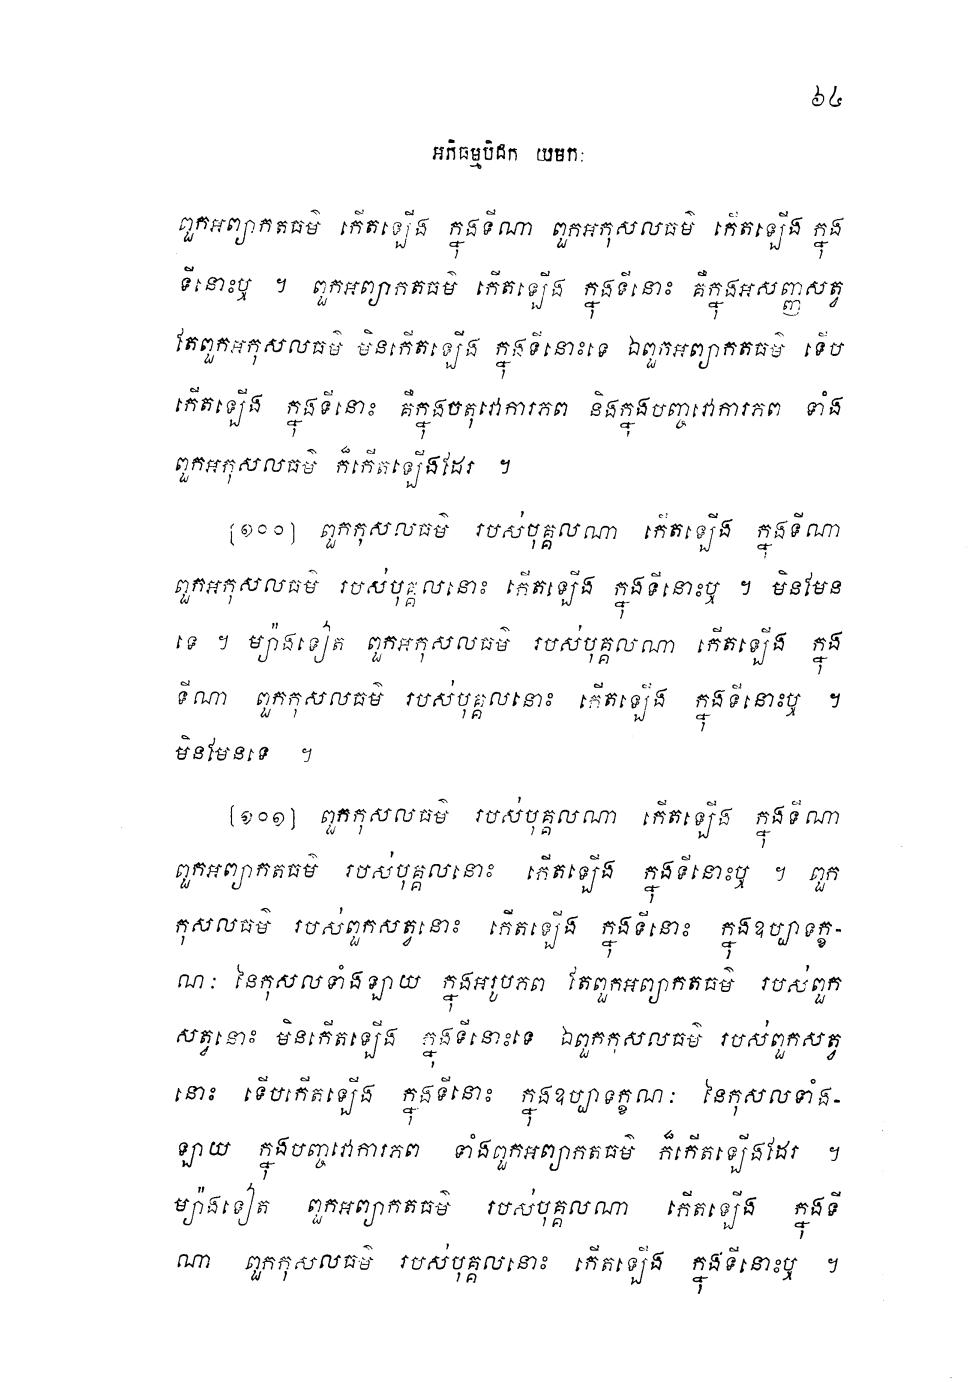 ៦៤
អភិធម្មបិដក យមកៈ
ពួកអព្យាកតធម៌ កើតឡើង ក្នុងទីណា ពួកអកុសលធម៌ កើតឡើង ក្នុង
ទីនោះឬ ។ ពួកអព្យាកតធម៌ កើតឡើង ក្នុងទីនោះ គឺក្នុងអសញ្ញសត្វ
តែពួកអកុសលធម៌ មិនកើតឡើង ក្នុងទីនោះទេ ឯពួកអព្យាកតធម៌ ទើប
កើតឡើង ក្នុងទីនោះ គឺក្នុងចតុវោការភព និងក្នុងបញ្ចវោការភព ទាំង
ពួកអកុសលធម៌ ក៏កើតឡើងដែរ ។
(១០០) ពួកកុសលធម៌ របស់បុគ្គលណា កើតឡើង ក្នុងទីណា
ពួកអកុសលធម៌ របស់បុគ្គលនោះ កើតឡើង ក្នុងទីនោះឬ ។ មិនមែន
ទេ ។ ម្យ៉ាងទៀត ពួកអកុសលធម៌ របស់បុគ្គលណា កើតឡើង ក្នុង
ទីណា ពួកកុសលធម៌ របស់បុគ្គលនោះ កើតឡើង ក្នុងទីនោះឬ ។
មិនមែនទេ ។
(១០១) ពួកកុសលធម៌ របស់បុគ្គលណា កើតឡើង ក្នុងទីណា
ពួកអព្យាកតធម៌ របស់បុគ្គលនោះ កើតឡើង ក្នុងទីនោះឬ ។ ពួក
កុសលធម៌ របស់ពួកសត្វនោះ កើតឡើង ក្នុងទីនោះ ក្នុងឧប្បាទក្ខ-
ណៈ នៃកុសលទាំងឡាយ ក្នុងអរូបភព តែពួកអព្យាកតធម៌ របស់ពួក
សត្វនោះ មិនកើតឡើង ក្នុងទីនោះទេ ឯពួកកុសលធម៌ របស់ពួកសត្វ
នោះ ទើបកើតឡើង ក្នុងទីនោះ ក្នុងឧប្បាទក្ខណៈ នៃកុសលទាំង-
ឡាយ ក្នុងបញ្ចវោការភព ទាំងពួកអព្យាកតធម៌ ក៏កើតឡើងដែរ ។
ម្យ៉ាងទៀត ពួកអព្យាកតធម៌ របស់បុគ្គលណា កើតឡើង ក្នុងទី
ណា ពួកកុសលធម៌ របស់បុគ្គលនោះ កើតឡើង ក្នុងទីនោះឬ ។